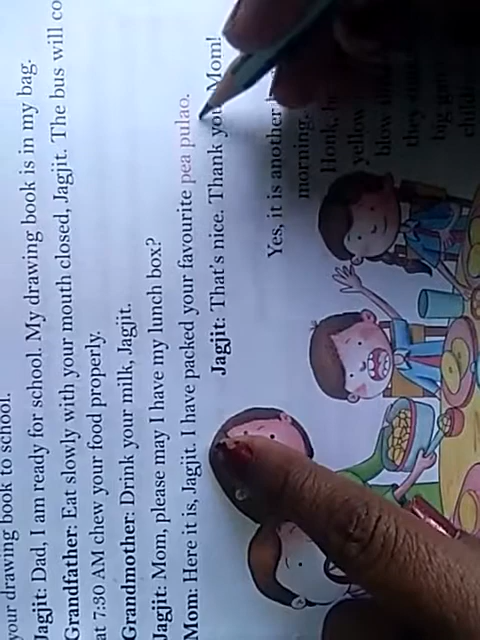 your drawing book to school.
Jagjit: Dad, I am ready for school. My drawing book is in my bag.
Grandfather: Eat slowly with your mouth closed, Jagjit. The bus will co
at 7:30 AM chew your food properly.
Grandmother: Drink your milk, Jagjit.
Jagjit: Mom, please may I have my lunch box?
Mom: Here it is, Jagjit. I have packed your favourite pea pulao.
Jagjit: That's nice. Thank you Mom!
Yes, it is another
morning.
Honk,
yellow
blow
they
big
child